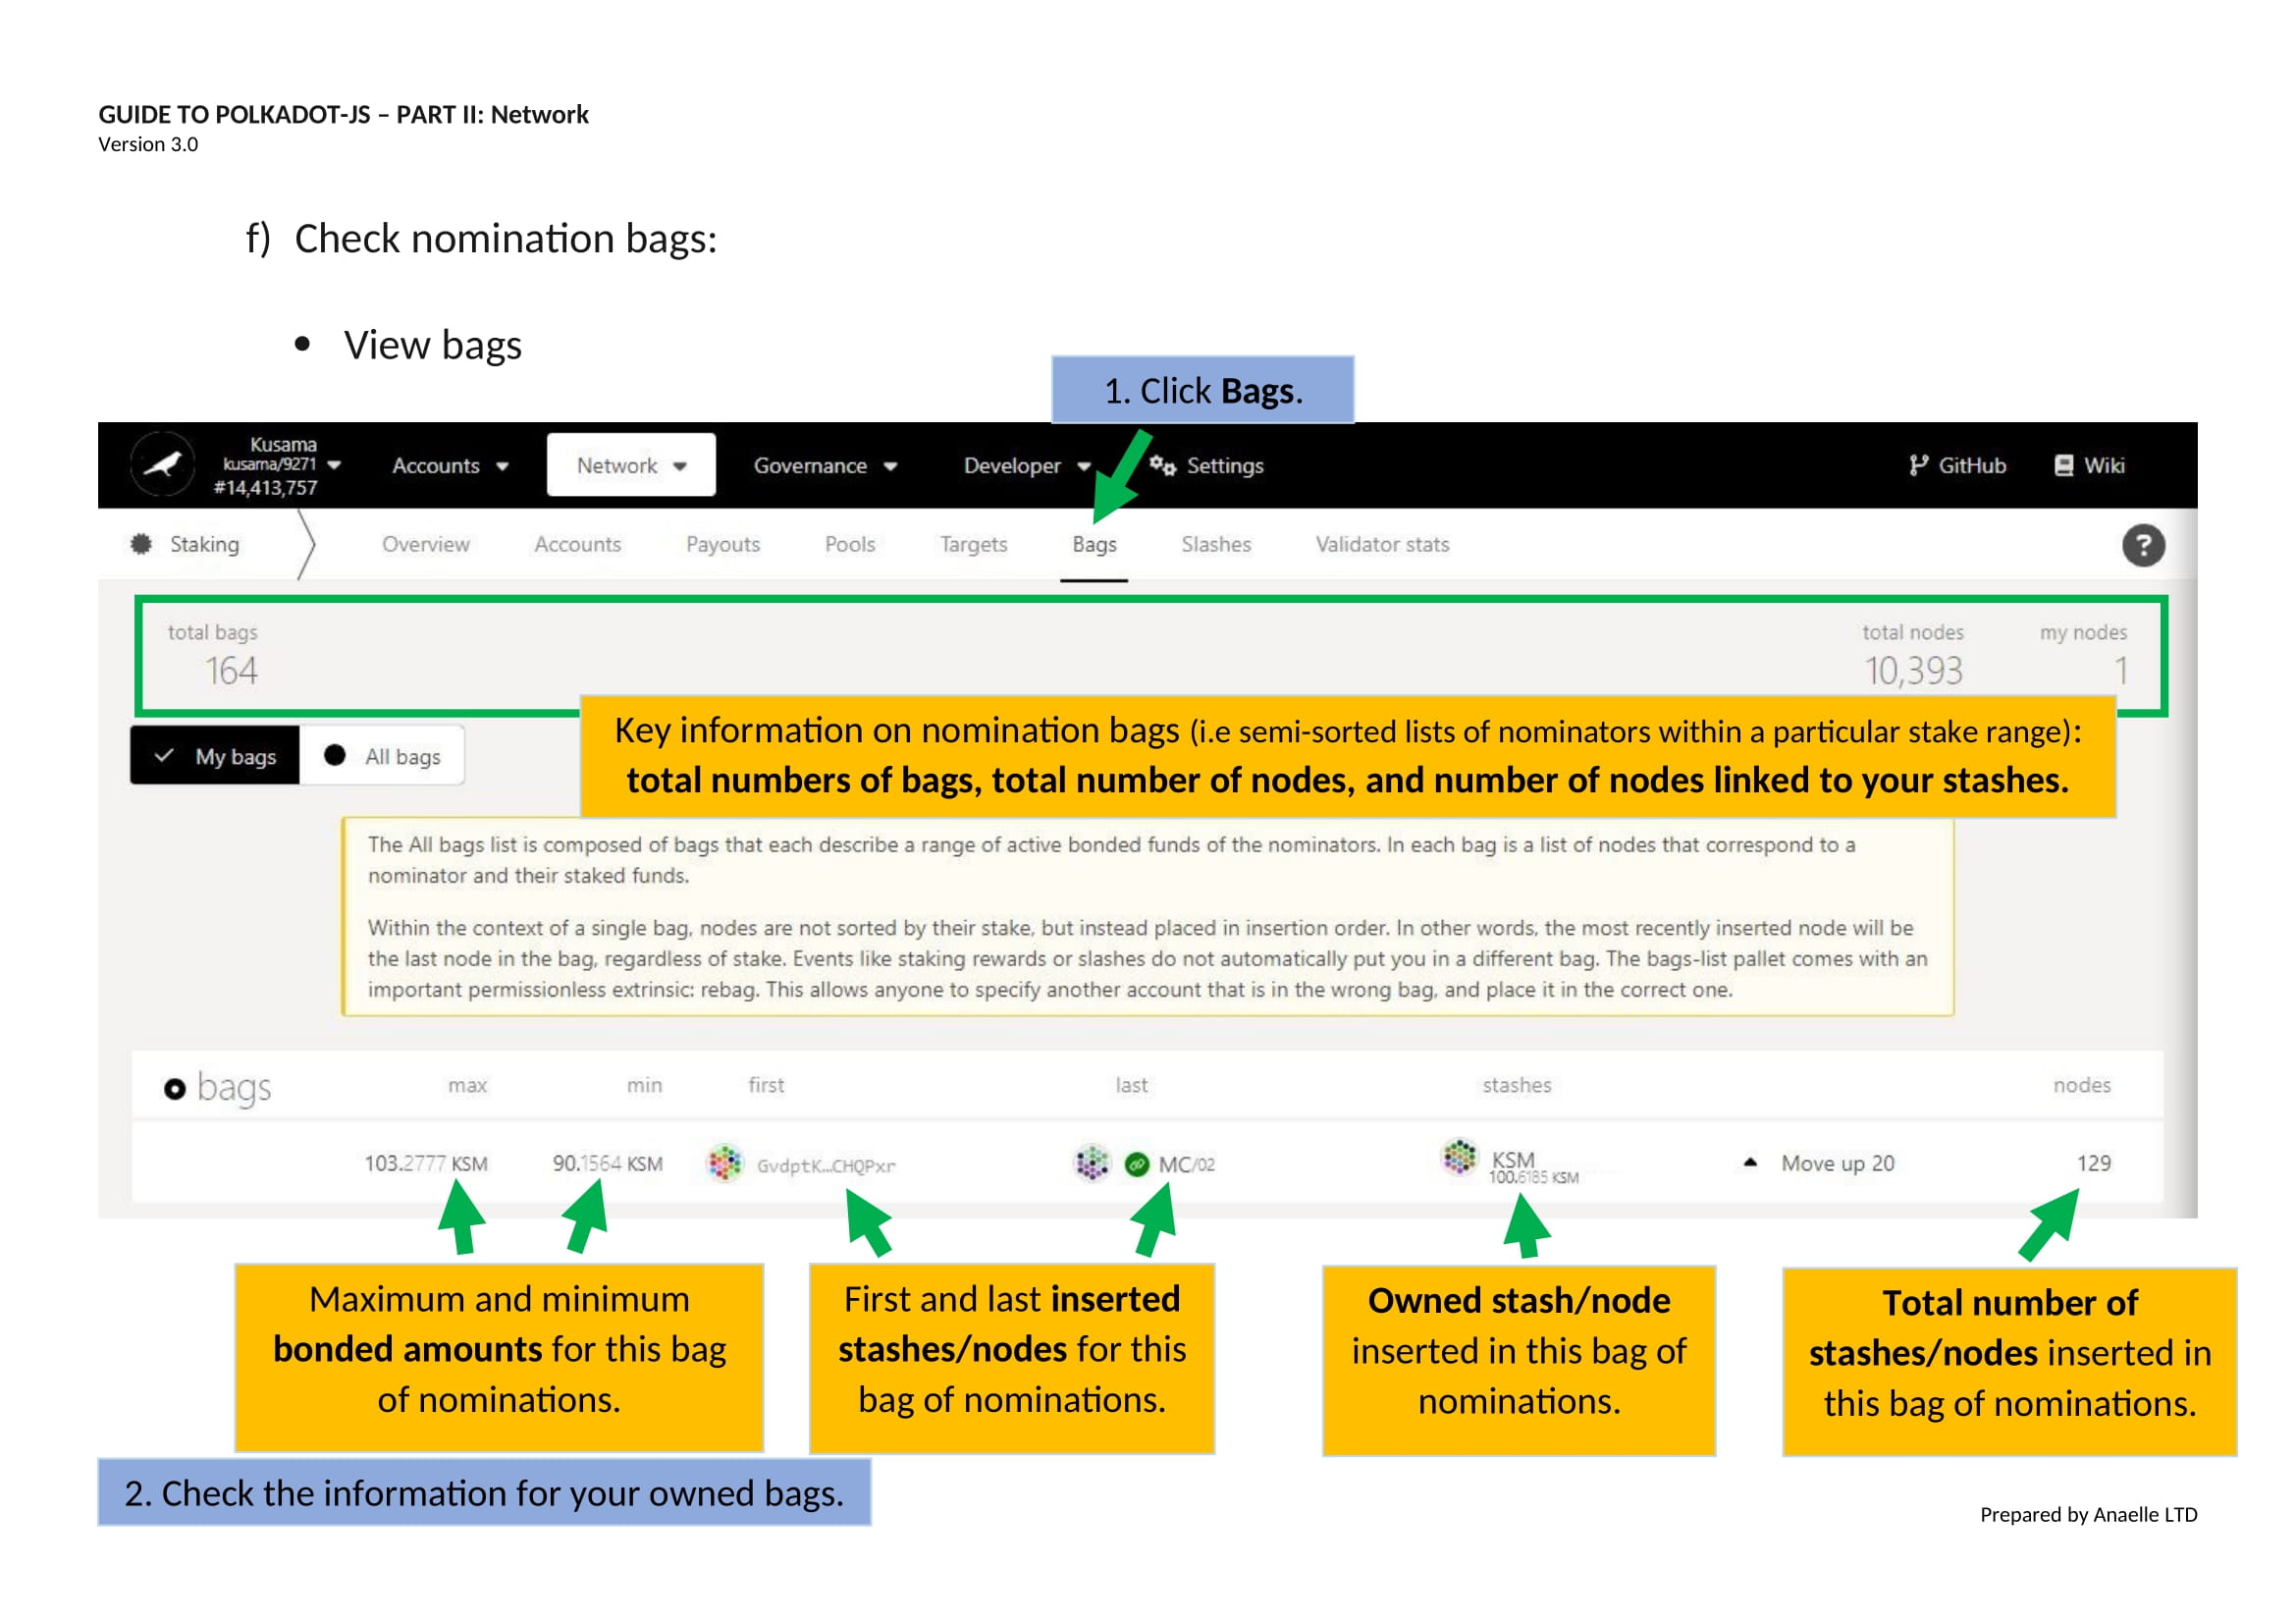 GUIDE TO POLKADOT-JS – PART II: Network
Version 3.0
f) Check nomination bags:
• View bags
1. Click Bags.
Kusama
kusama/9271
#14,413,757
Accounts
Network
Governance
Developer
Settings
GitHub
Wiki
Staking
Overview
Accounts
Payouts
Pools
Targets
Bags
Slashes
Validator stats
?
total bags
164
total nodes
10,393
my nodes
1
Key information on nomination bags (i.e semi-sorted lists of nominators within a particular stake range):
total numbers of bags, total number of nodes, and number of nodes linked to your stashes.
My bags
All bags
The All bags list is composed of bags that each describe a range of active bonded funds of the nominators. In each bag is a list of nodes that correspond to a
nominator and their staked funds.
Within the context of a single bag, nodes are not sorted by their stake, but instead placed in insertion order. In other words, the most recently inserted node will be
the last node in the bag, regardless of stake. Events like staking rewards or slashes do not automatically put you in a different bag. The bags-list pallet comes with an
important permissionless extrinsic: rebag. This allows anyone to specify another account that is in the wrong bag, and place it in the correct one.
bags max min first last stashes nodes
103.2777 KSM 90.1564 KSM GvdptK...CHQPxr MC/02 KSM Move up 20 129
100.6185 KSM
Maximum and minimum
bonded amounts for this bag
of nominations.
First and last inserted
stashes/nodes for this
bag of nominations.
Owned stash/node
inserted in this bag of
nominations.
Total number of
stashes/nodes inserted in
this bag of nominations.
2. Check the information for your owned bags.
Prepared by Anaelle LTD